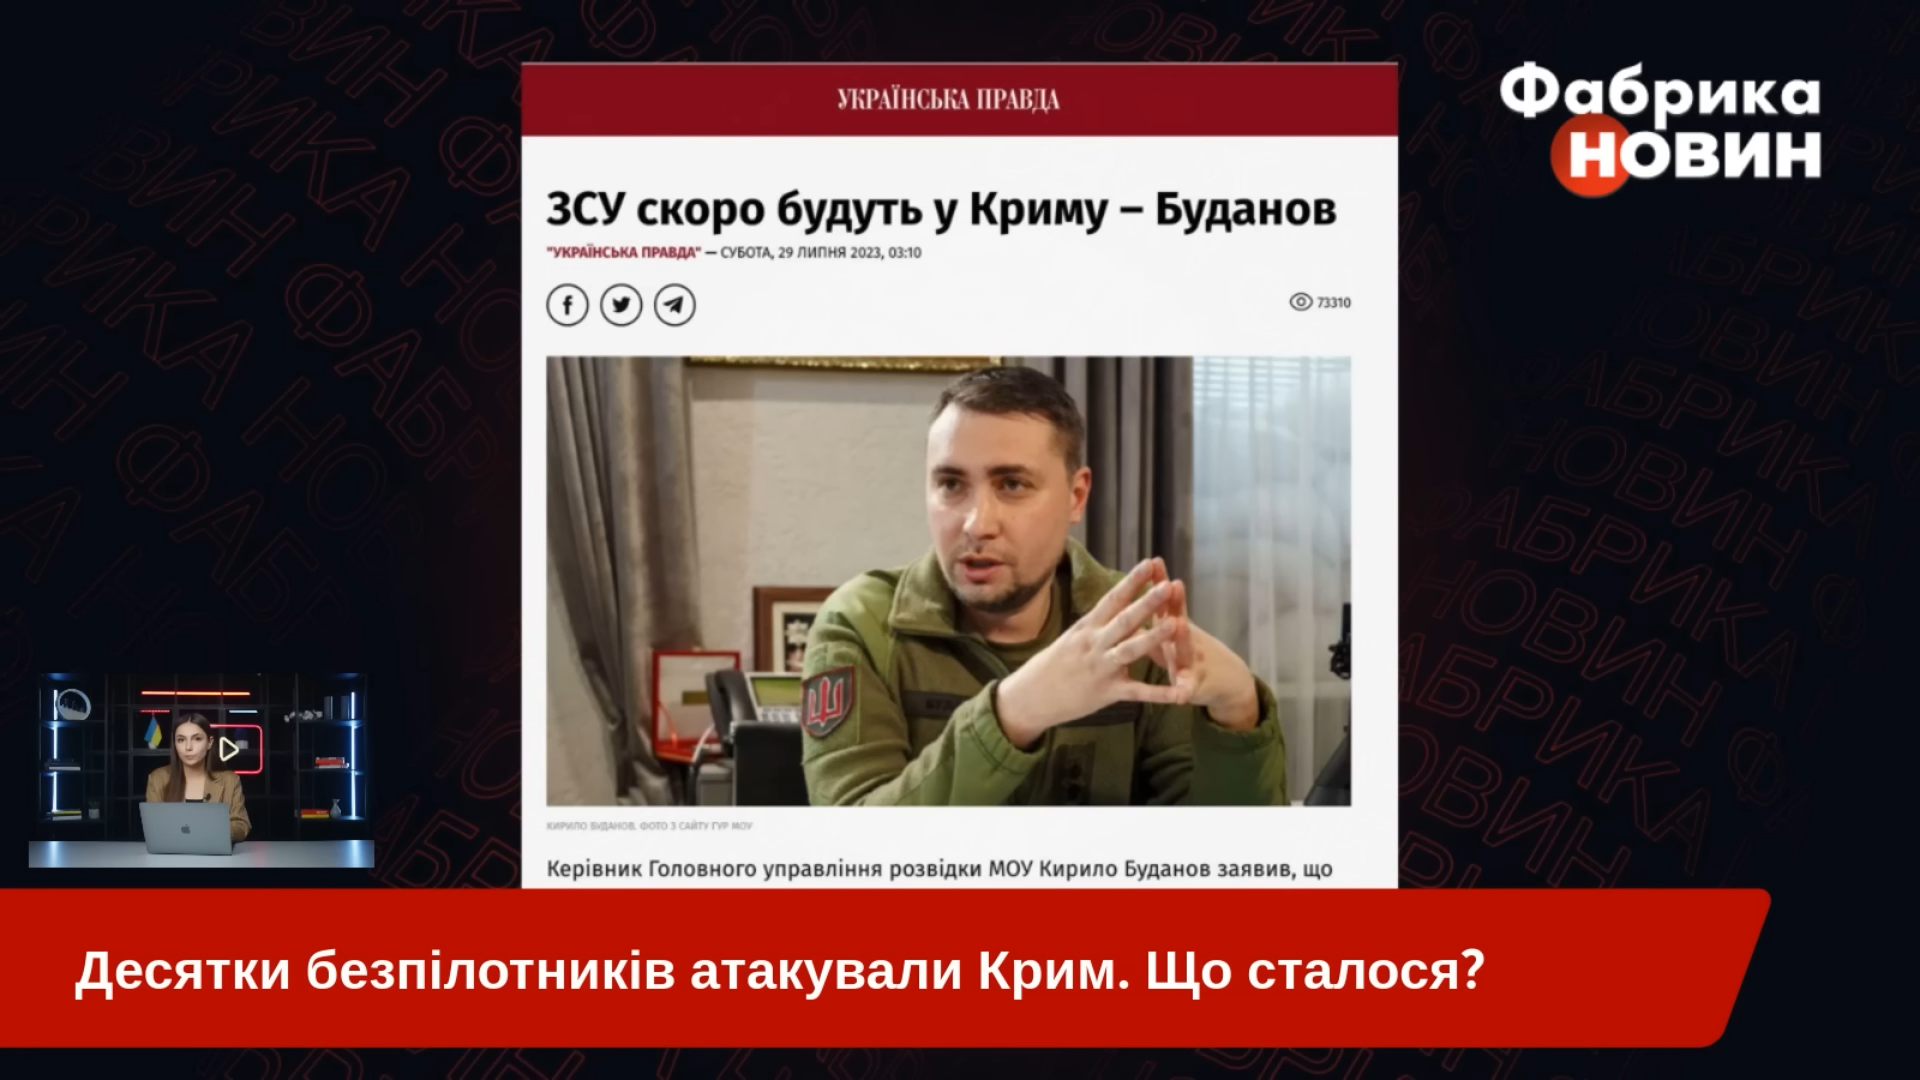 УКРАЇНСЬКА ПРАВДА
Фабрика
новин
ЗСУ скоро будуть у Криму – Буданов
"УКРАЇНСЬКА ПРАВДА" — СУБОТА, 29 ЛИПНЯ 2023, 03:10
73310
КИРИЛО БУДАНОВ. ФОТО З САЙТУ ГУР МОУ
Керівник Головного управління розвідки МОУ Кирило Буданов заявив, що
Десятки безпілотників атакували Крим. Що сталося?